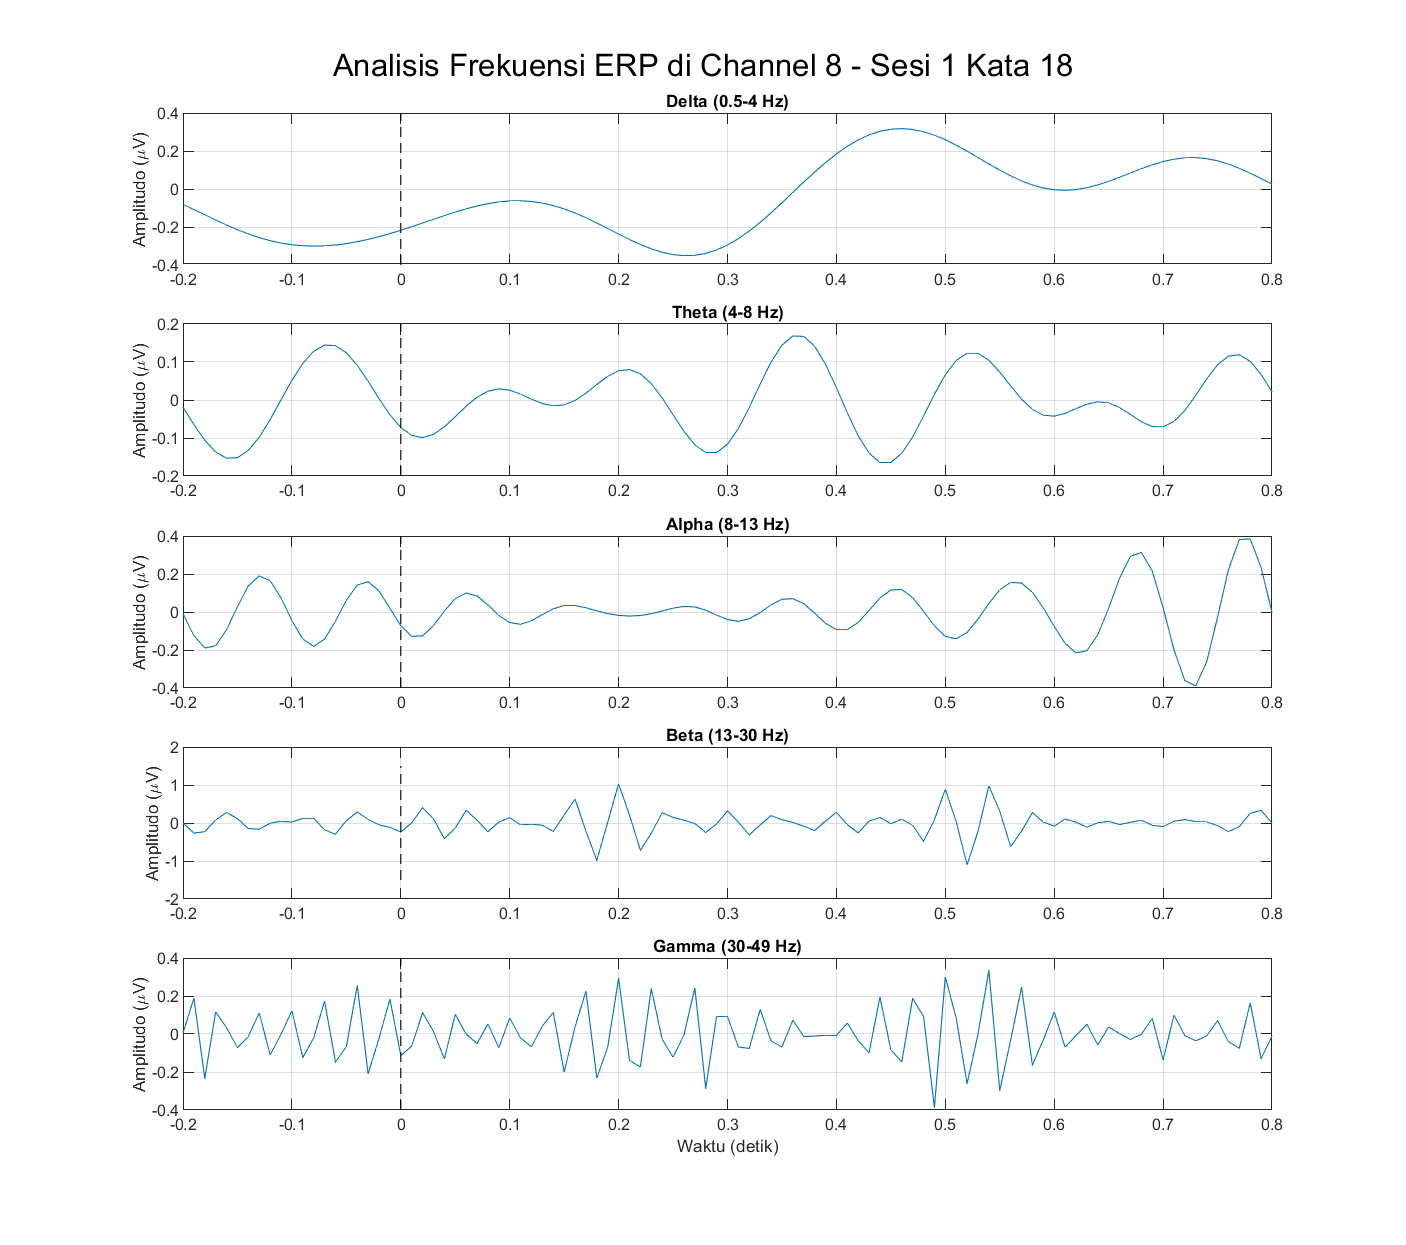 Analisis Frekuensi ERP di Channel 8 - Sesi 1 Kata 18
Delta (0.5-4 Hz)
Amplitudo (μV)
0.4
0.2
0
-0.2
-0.4
-0.2 -0.1 0 0.1 0.2 0.3 0.4 0.5 0.6 0.7 0.8
Theta (4-8 Hz)
Amplitudo (μV)
0.2
0.1
0
-0.1
-0.2
-0.2 -0.1 0 0.1 0.2 0.3 0.4 0.5 0.6 0.7 0.8
Alpha (8-13 Hz)
Amplitudo (μV)
0.4
0.2
0
-0.2
-0.4
-0.2 -0.1 0 0.1 0.2 0.3 0.4 0.5 0.6 0.7 0.8
Beta (13-30 Hz)
Amplitudo (μV)
2
1
0
-1
-2
-0.2 -0.1 0 0.1 0.2 0.3 0.4 0.5 0.6 0.7 0.8
Gamma (30-49 Hz)
Amplitudo (μV)
0.4
0.2
0
-0.2
-0.4
-0.2 -0.1 0 0.1 0.2 0.3 0.4 0.5 0.6 0.7 0.8
Waktu (detik)